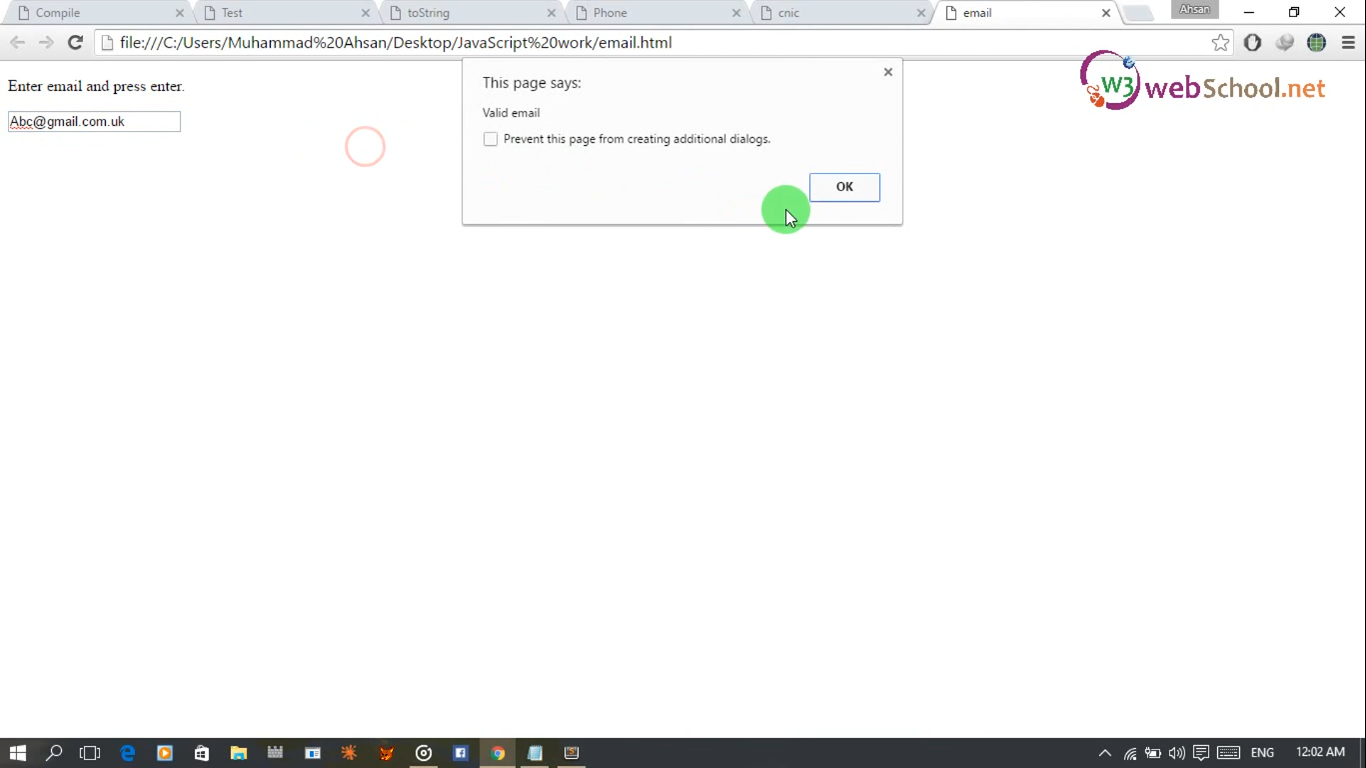 Compile
Test
toString
Phone
cnic
email
Ahsan
file:///C:/Users/Muhammad%20Ahsan/Desktop/JavaScript%20work/email.html
W3 webSchool.net
Enter email and press enter.
Abc@gmail.com.uk
This page says:
Valid email
Prevent this page from creating additional dialogs.
OK
ENG
12:02 AM